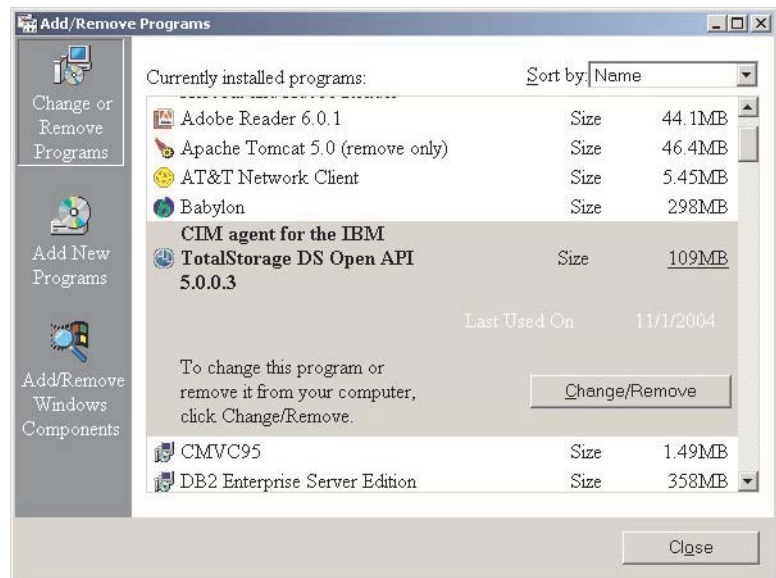 Add/Remove Programs
Change or
Remove
Programs
Add New
Programs
Add/Remove
Windows
Components
Currently installed programs:
Sort by: Name
Adobe Reader 6.0.1 Size 44.1MB
Apache Tomcat 5.0 (remove only) Size 46.4MB
AT&T Network Client Size 5.45MB
Babylon Size 298MB
CIM agent for the IBM
TotalStorage DS Open API Size 109MB
5.0.0.3
Last Used On 11/1/2004
To change this program or
remove it from your computer,
click Change/Remove.
Change/Remove
CMVC95 Size 1.49MB
DB2 Enterprise Server Edition Size 358MB
Close